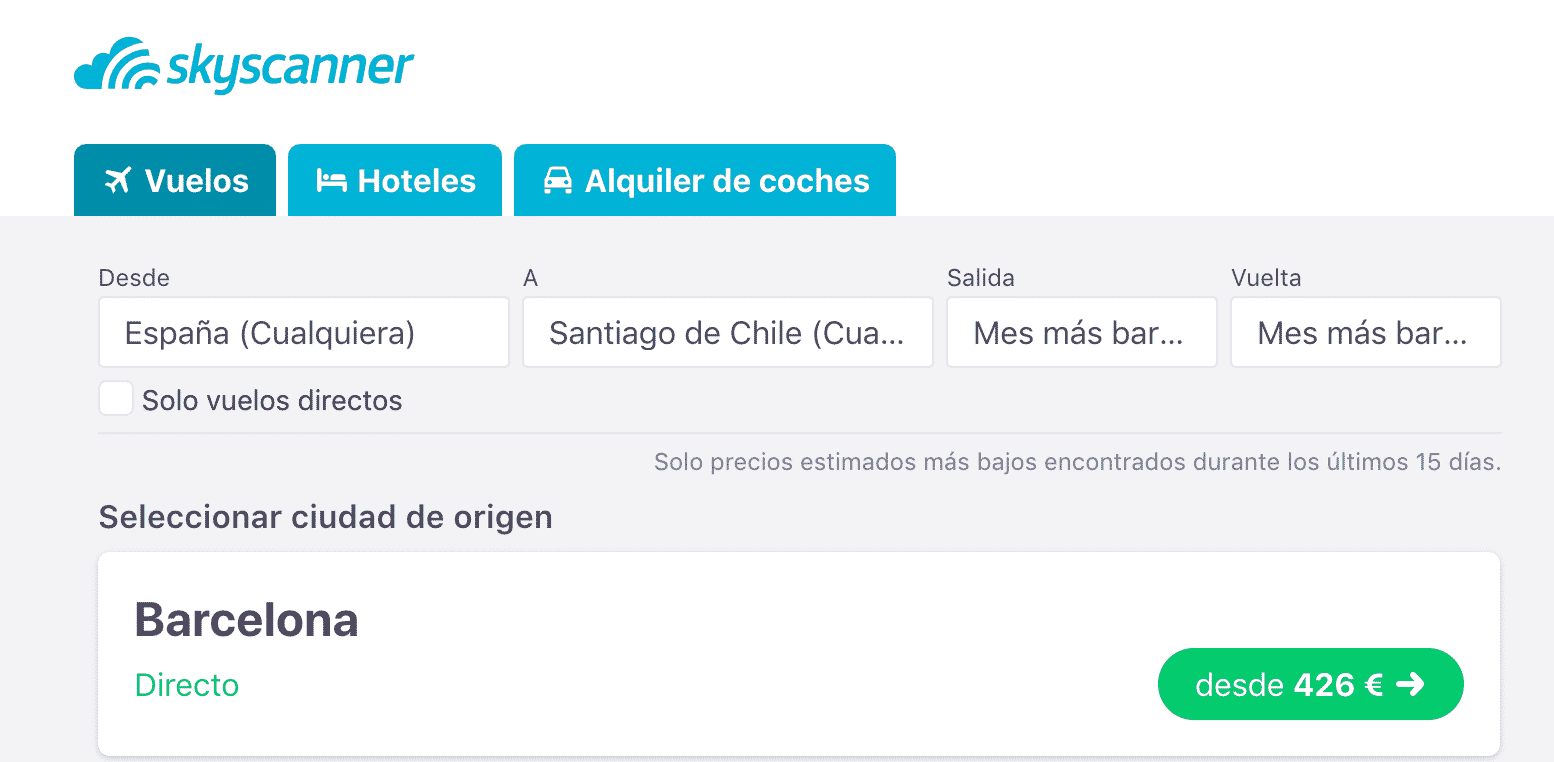 skyscanner
Vuelos Hoteles Alquiler de coches
Desde A Salida Vuelta
España (Cualquiera) Santiago de Chile (Cua... Mes más bar... Mes más bar...
Solo vuelos directos
Solo precios estimados más bajos encontrados durante los últimos 15 días.
Seleccionar ciudad de origen
Barcelona
Directo
desde 426 €